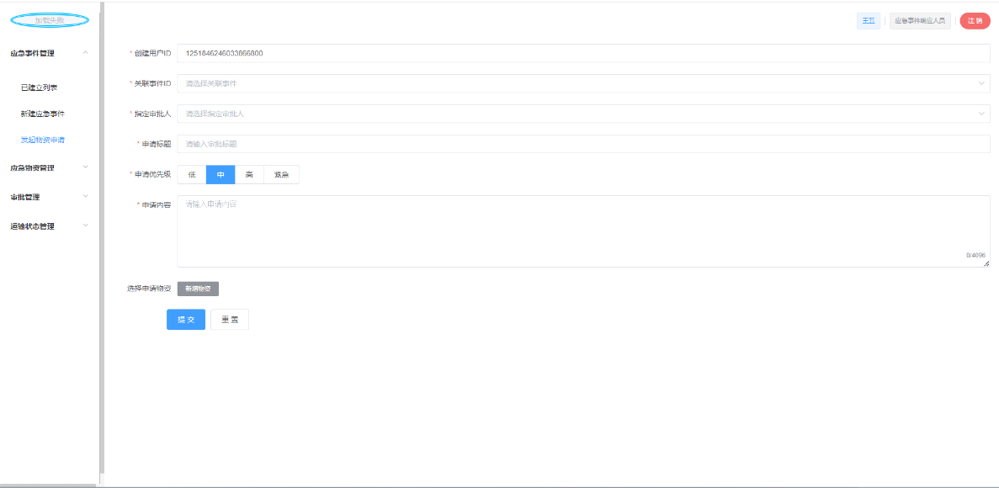 加载失败
王五
应急事件响应人员
注 销
应急事件管理
已建立列表
新建应急事件
发起物资申请
应急物资管理
审批管理
运输状态管理
* 创建用户ID 1251846246033866800
* 关联事件ID 请选择关联事件
* 指定审批人 请选择指定审批人
* 申请标题 请输入审批标题
* 申请优先级 低 中 高 紧急
* 申请内容 请输入申请内容
0/4096
选择申请物资 新增物资
提 交 重 置